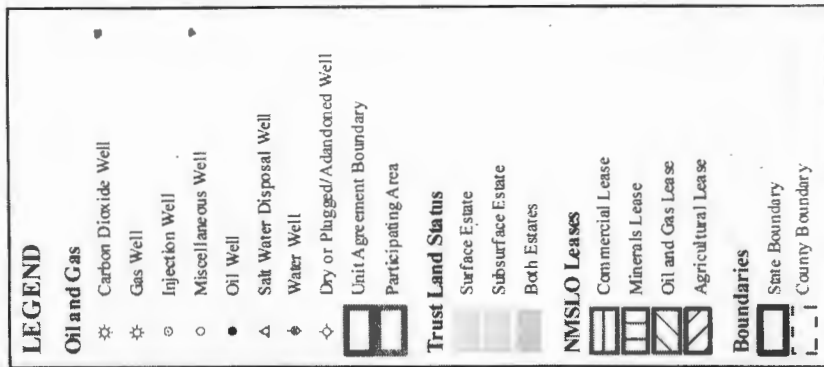 LEGEND
Oil and Gas
Carbon Dioxide Well
Gas Well
Injection Well
Miscellaneous Well
Oil Well
Salt Water Disposal Well
Water Well
Dry or Plugged/Adandoned Well
Unit Agreement Boundary
Participating Area
Trust Land Status
Surface Estate
Subsurface Estate
Both Estates
NMSLO Leases
Commercial Lease
Minerals Lease
Oil and Gas Lease
Agricultural Lease
Boundaries
State Boundary
County Boundary